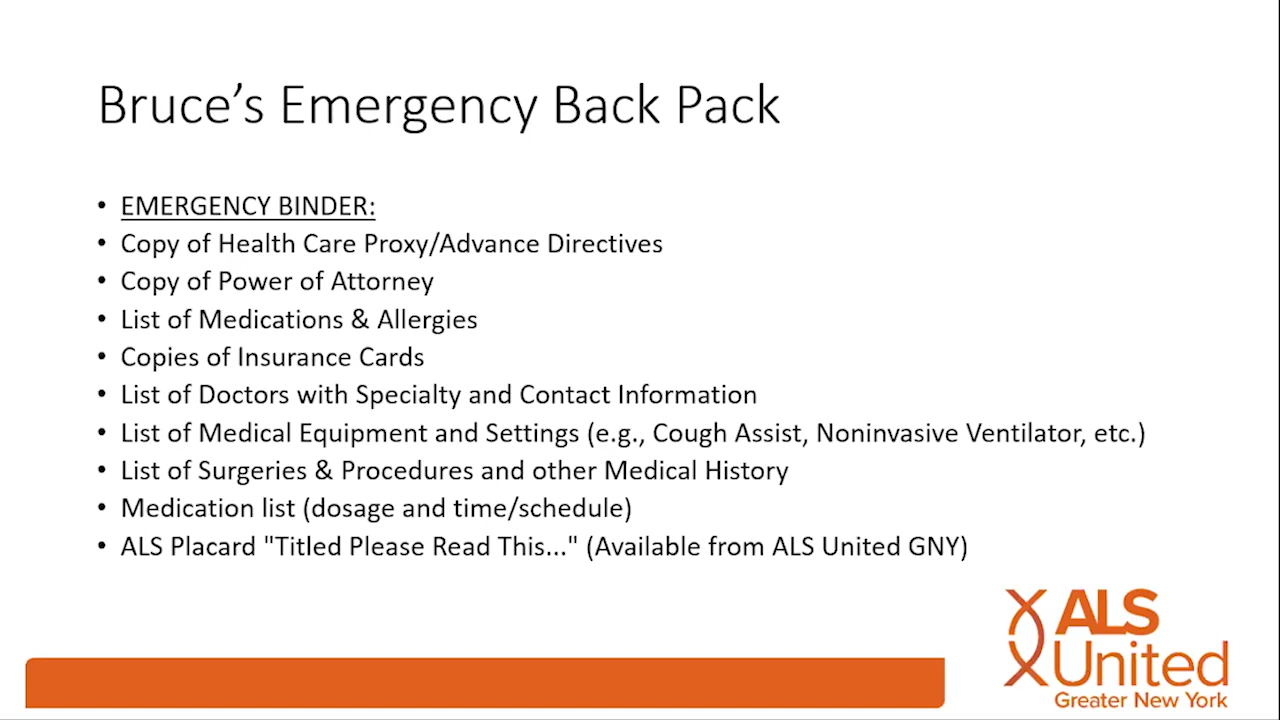 Bruce’s Emergency Back Pack
• EMERGENCY BINDER:
• Copy of Health Care Proxy/Advance Directives
• Copy of Power of Attorney
• List of Medications & Allergies
• Copies of Insurance Cards
• List of Doctors with Specialty and Contact Information
• List of Medical Equipment and Settings (e.g., Cough Assist, Noninvasive Ventilator, etc.)
• List of Surgeries & Procedures and other Medical History
• Medication list (dosage and time/schedule)
• ALS Placard "Titled Please Read This..." (Available from ALS United GNY)
ALS
United
Greater New York